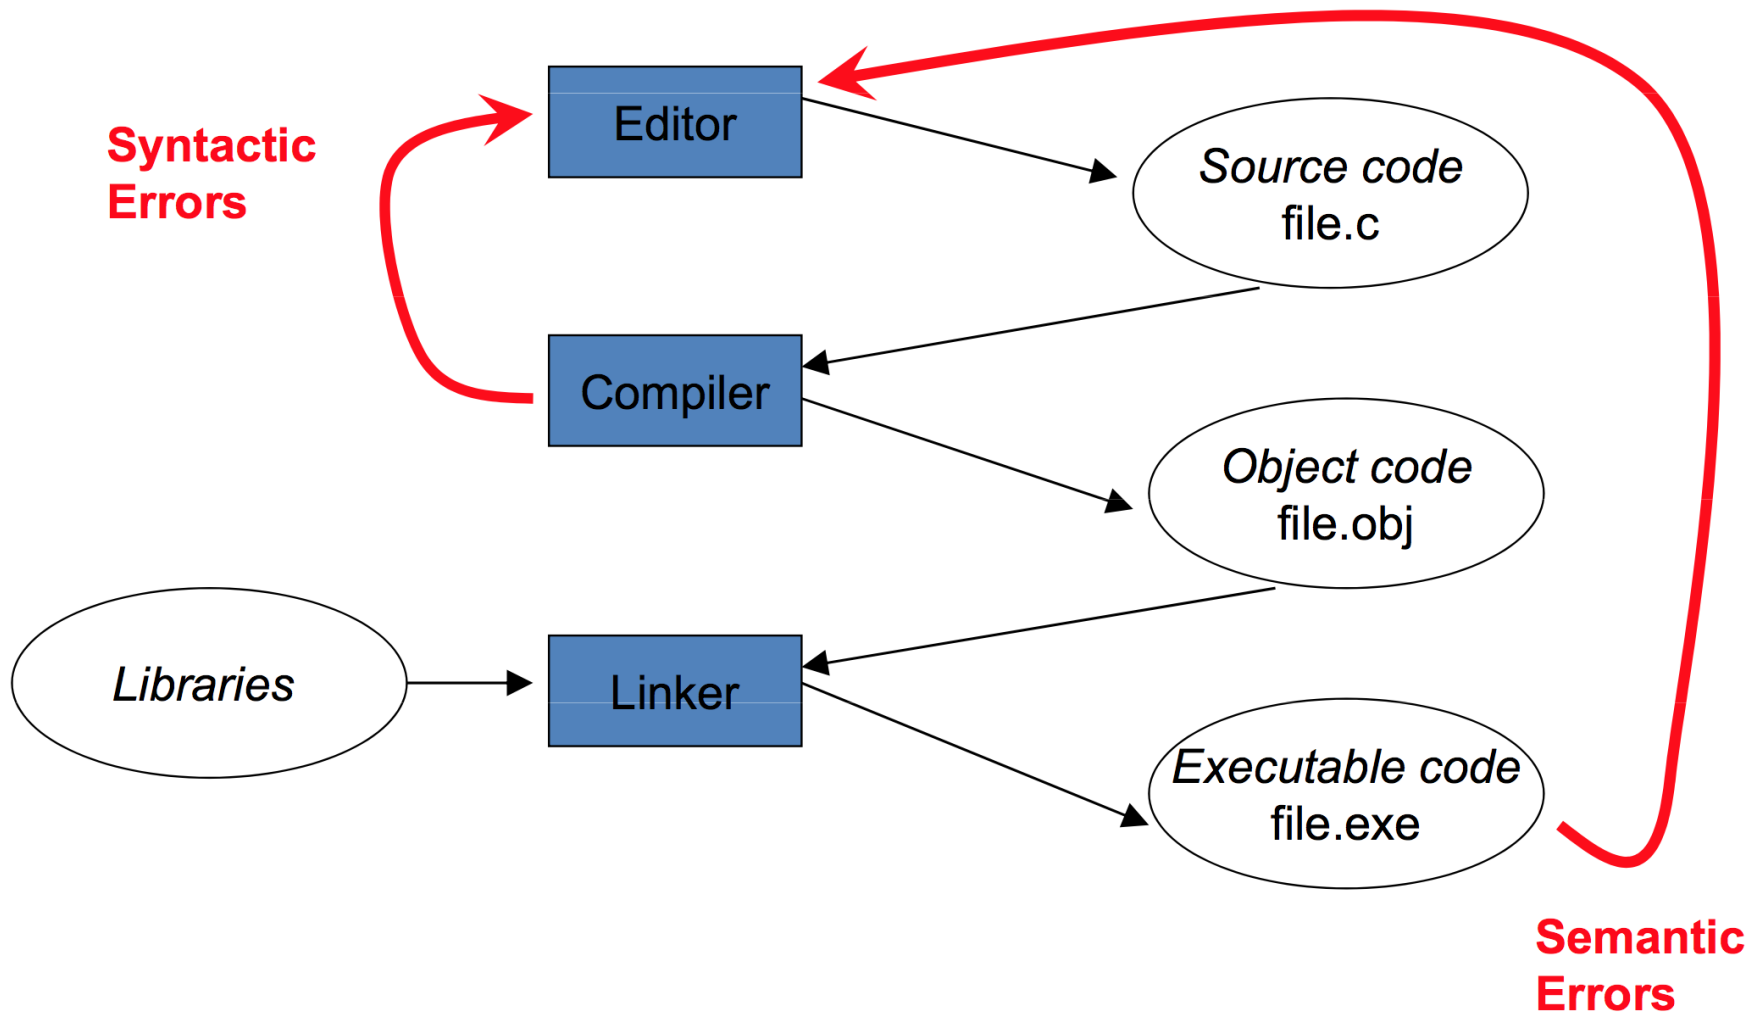 Editor
Syntactic
Errors
Source code
file.c
Compiler
Object code
file.obj
Libraries
Linker
Executable code
file.exe
Semantic
Errors